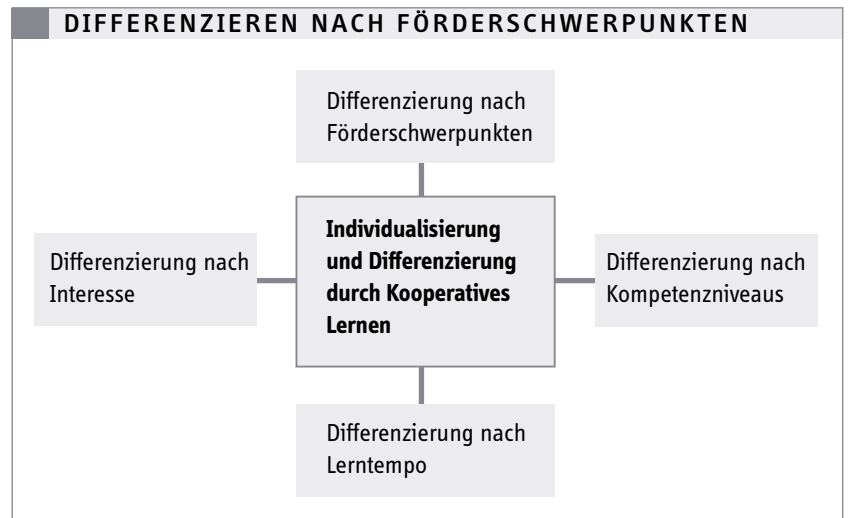 DIFFERENZIEREN NACH FÖRDERSCHWERPUNKTEN
Differenzierung nach
Förderschwerpunkten
Differenzierung nach
Interesse
Individualisierung
und Differenzierung
durch Kooperatives
Lernen
Differenzierung nach
Kompetenzniveaus
Differenzierung nach
Lerntempo